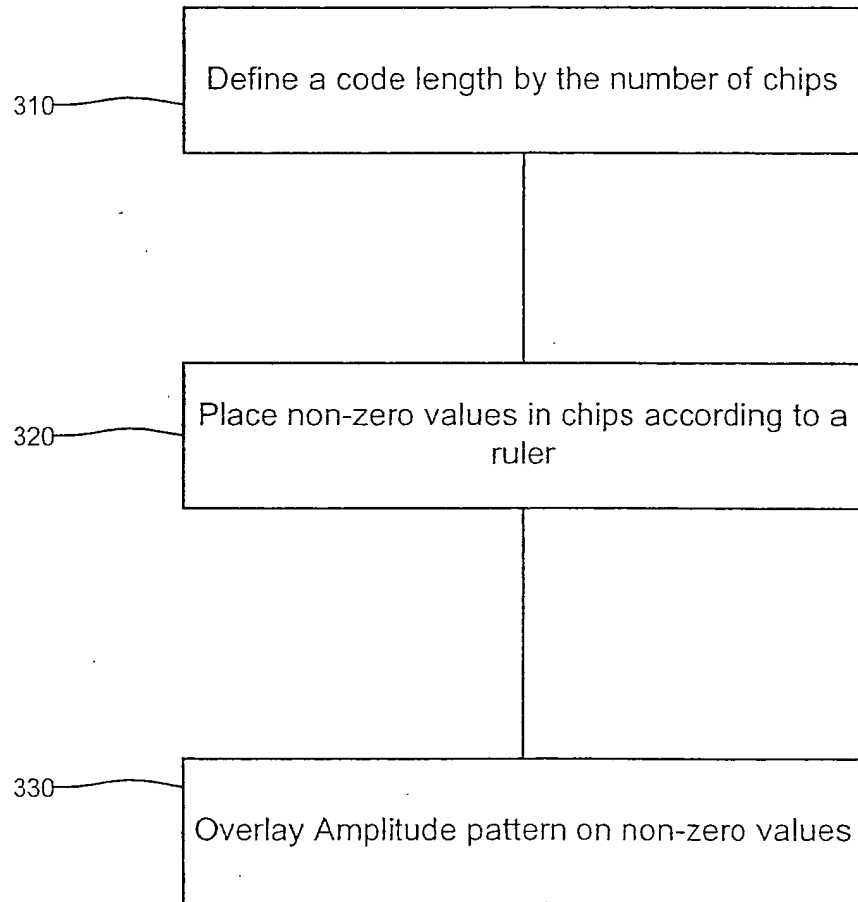 Define a code length by the number of chips
310
Place non-zero values in chips according to a
ruler
320
330
Overlay Amplitude pattern on non-zero values